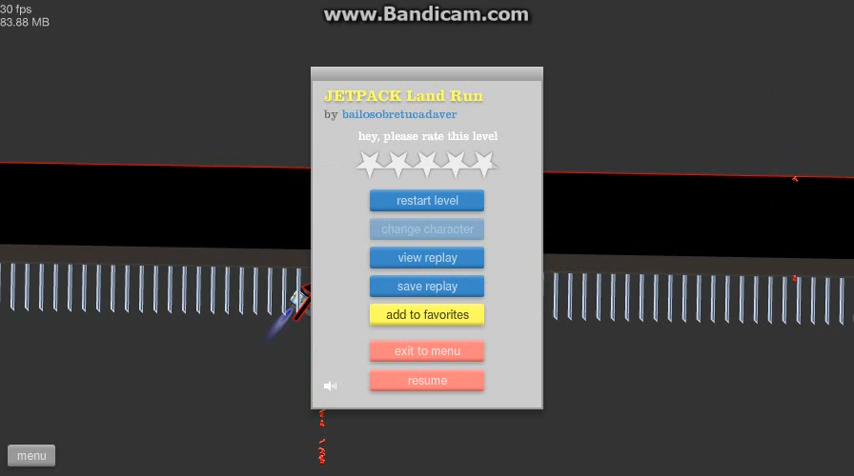 30 fps
83.88 MB
www.Bandicam.com
JETPACK Land Run
by bailosobretucadaver
hey, please rate this level
restart level
change character
view replay
save replay
add to favorites
exit to menu
resume
menu